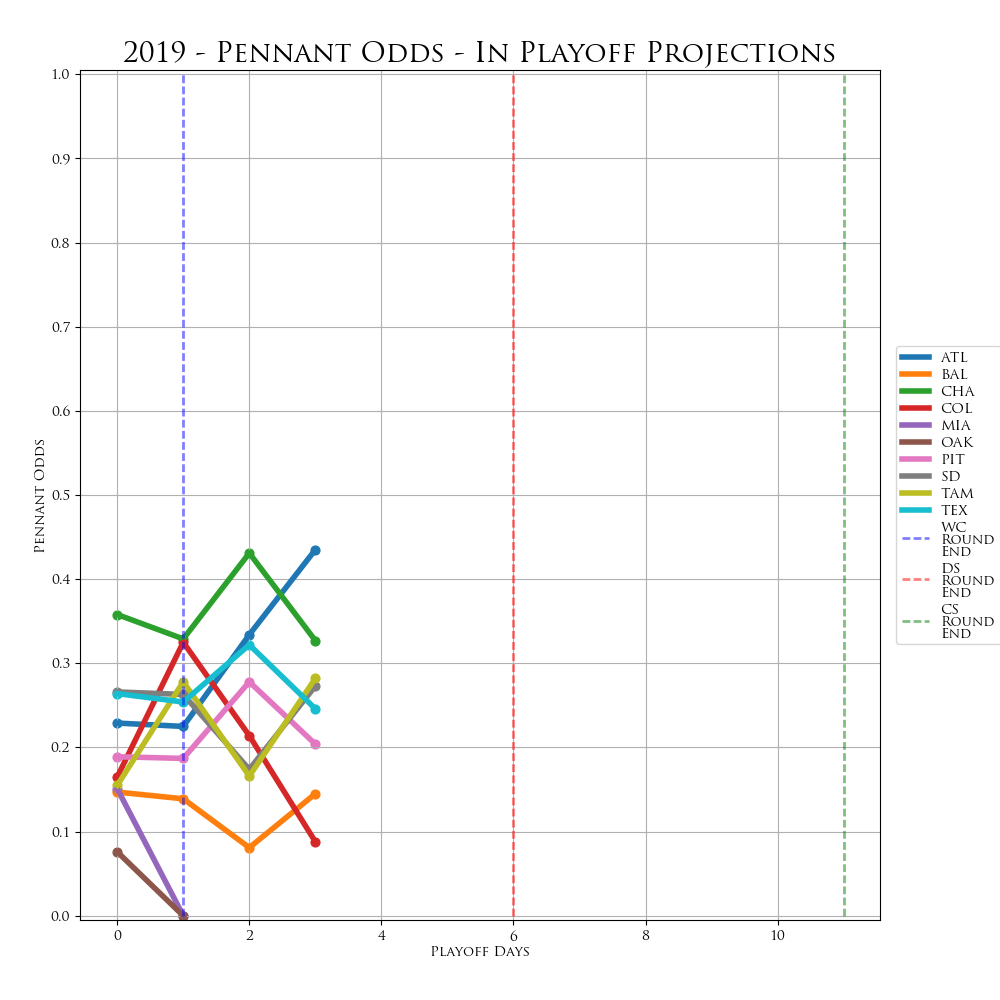 2019 - Pennant Odds - In Playoff Projections
1.0
0.9
0.8
0.7
0.6
0.5
0.4
0.3
0.2
0.1
0.0
Pennant Odds
0 2 4 6 8 10
Playoff Days
ATL
BAL
CHA
COL
MIA
OAK
PIT
SD
TAM
TEX
WC
Round
End
DS
Round
End
CS
Round
End